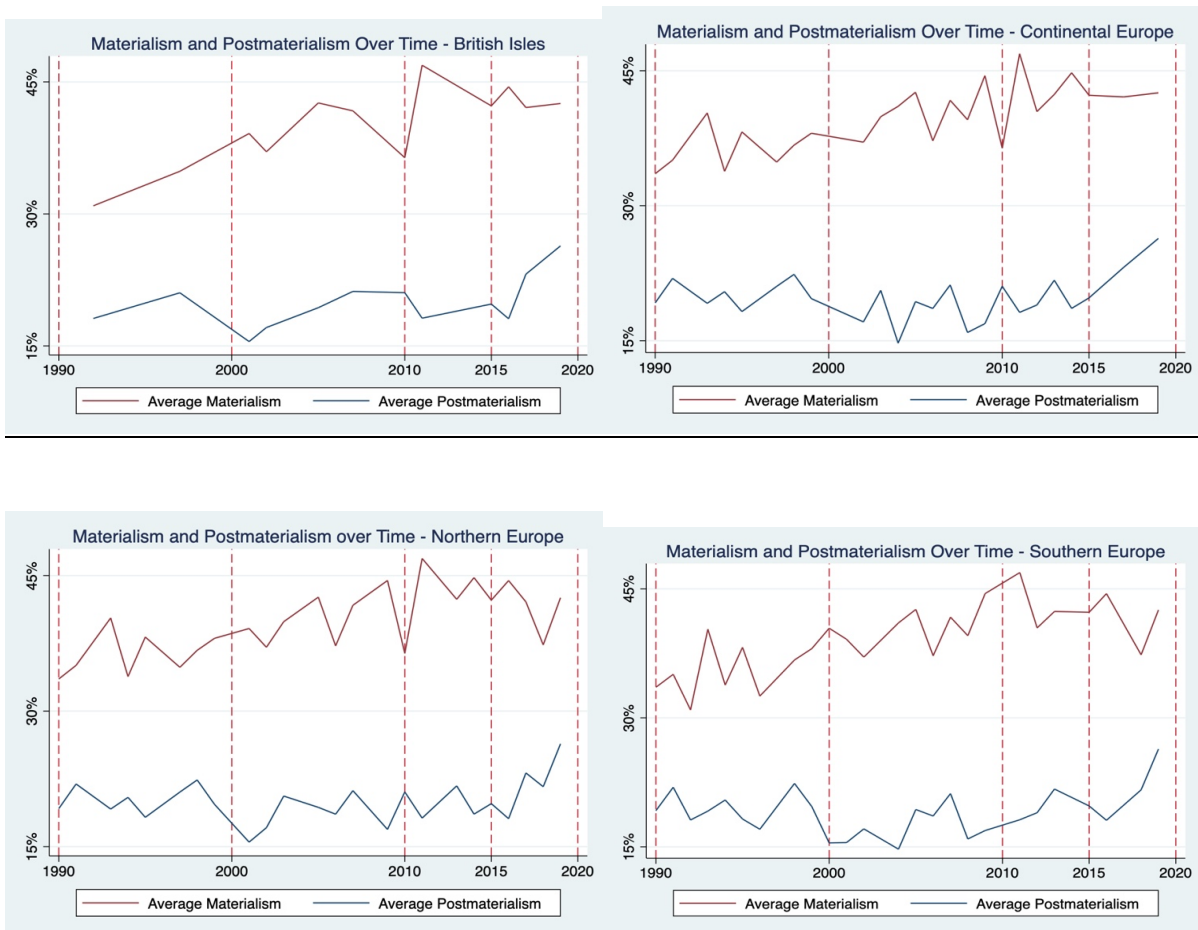 Materialism and Postmaterialism Over Time - British Isles
45%
30%
15%
1990 2000 2010 2015 2020
Average Materialism Average Postmaterialism
Materialism and Postmaterialism Over Time - Continental Europe
45%
30%
15%
1990 2000 2010 2015 2020
Average Materialism Average Postmaterialism
Materialism and Postmaterialism over Time - Northern Europe
45%
30%
15%
1990 2000 2010 2015 2020
Average Materialism Average Postmaterialism
Materialism and Postmaterialism Over Time - Southern Europe
45%
30%
15%
1990 2000 2010 2015 2020
Average Materialism Average Postmaterialism